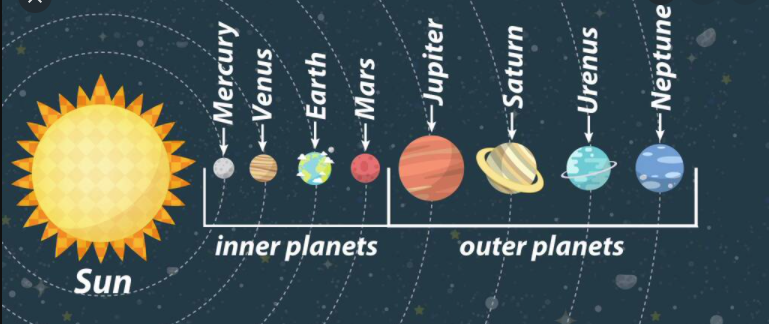 Mercury
Venus
Earth
Mars
Jupiter
Saturn
Urenus
Neptune
inner planets
outer planets
Sun